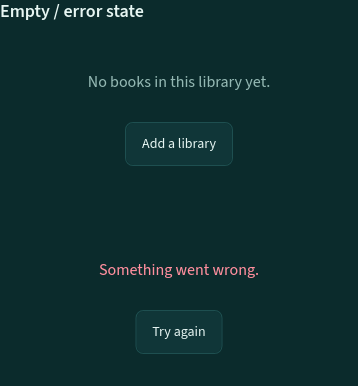 Empty / error state
No books in this library yet.
Add a library
Something went wrong.
Try again